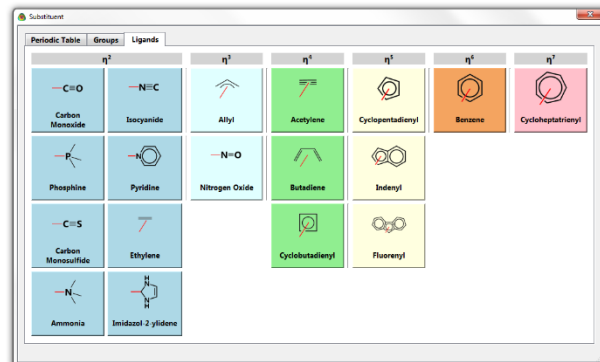 Substituent
Periodic Table Groups Ligands
η² η³ η⁴ η⁵ η⁶ η⁷
C≡O N≡C
Carbon Monoxide Isocyanide Allyl Acetylene Cyclopentadienyl Benzene Cycloheptatrienyl
P N N=O
Phosphine Pyridine Nitrogen Oxide Butadiene Indenyl
C≡S
Carbon Monosulfide Ethylene Cyclobutadienyl Fluorenyl
N H N N H
Ammonia Imidazol-2-ylidene